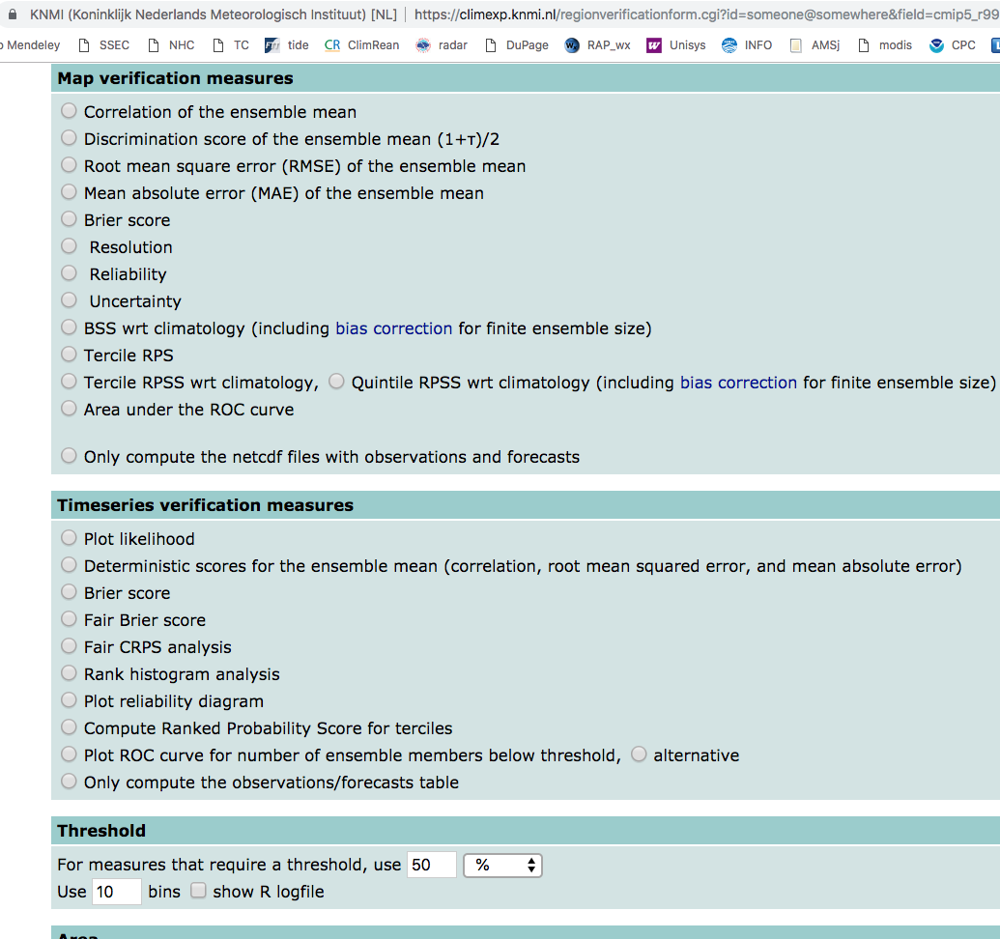 KNMI (Koninklijk Nederlands Meteorologisch Instituut) [NL] | https://climexp.knmi.nl/regionverificationform.cgi?id=someone@somewhere&field=cmip5_r99
Mendeley SSEC NHC TC tide CR ClimRean radar DuPage RAP_wx W Unisys INFO AMSj modis CPC
Map verification measures
Correlation of the ensemble mean
Discrimination score of the ensemble mean (1+τ)/2
Root mean square error (RMSE) of the ensemble mean
Mean absolute error (MAE) of the ensemble mean
Brier score
Resolution
Reliability
Uncertainty
BSS wrt climatology (including bias correction for finite ensemble size)
Tercile RPS
Tercile RPSS wrt climatology, Quintile RPSS wrt climatology (including bias correction for finite ensemble size)
Area under the ROC curve
Only compute the netcdf files with observations and forecasts
Timeseries verification measures
Plot likelihood
Deterministic scores for the ensemble mean (correlation, root mean squared error, and mean absolute error)
Brier score
Fair Brier score
Fair CRPS analysis
Rank histogram analysis
Plot reliability diagram
Compute Ranked Probability Score for terciles
Plot ROC curve for number of ensemble members below threshold, alternative
Only compute the observations/forecasts table
Threshold
For measures that require a threshold, use 50 %
Use 10 bins show R logfile
Area